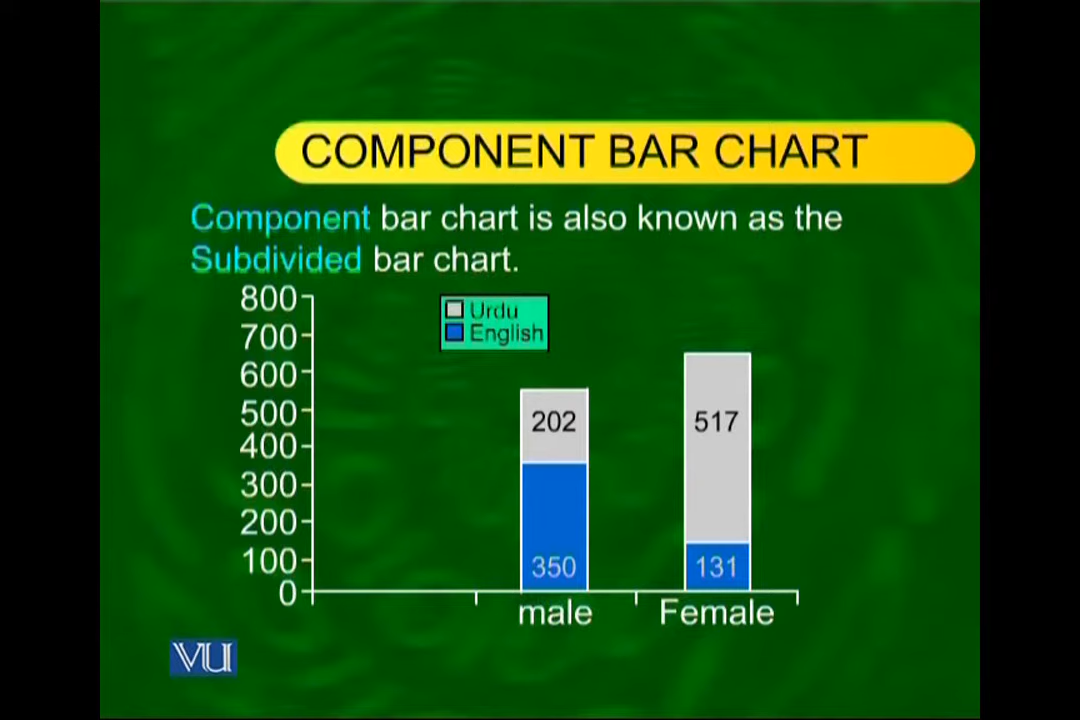 COMPONENT BAR CHART
Component bar chart is also known as the
Subdivided bar chart.
800
700
600
500
400
300
200
100
0
Urdu
English
202
350
517
131
male
Female
VU